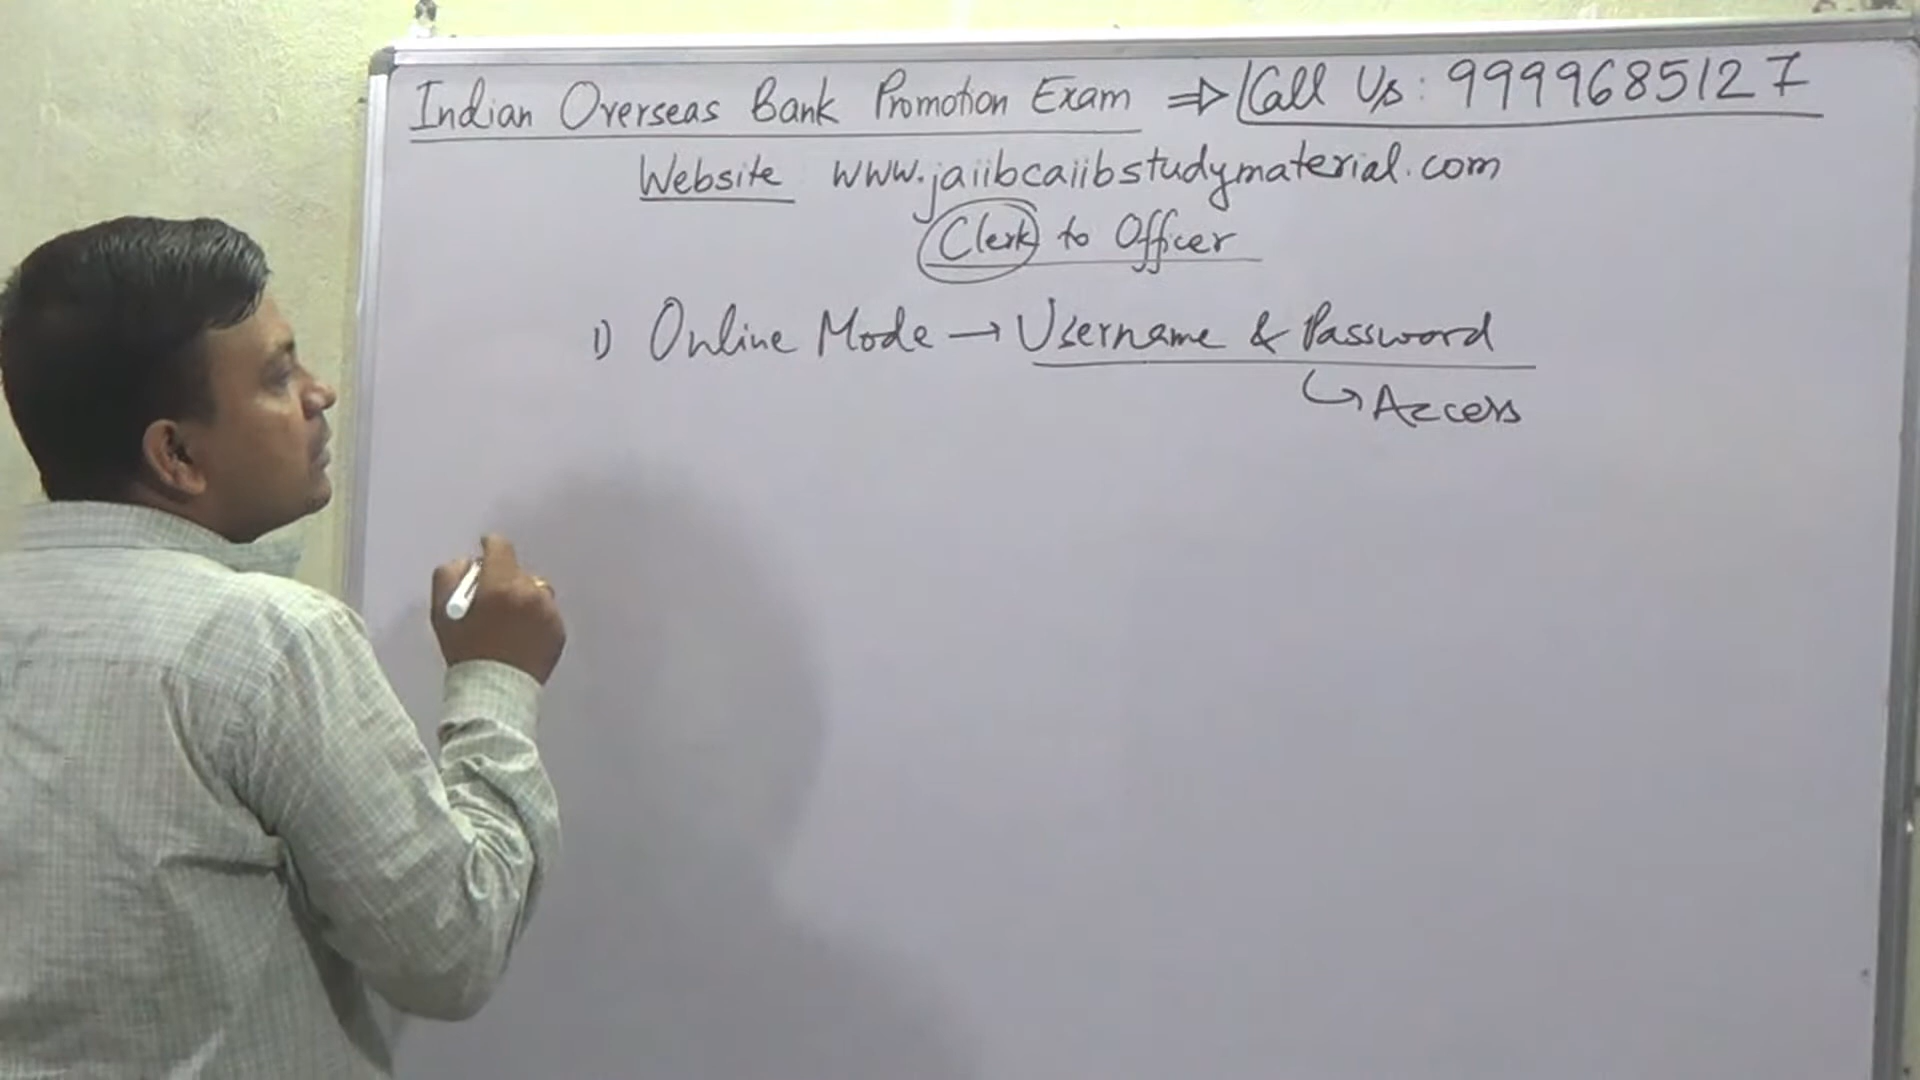 Indian Overseas Bank Promotion Exam ⇒ Call Us: 9999685127
Website www.jaiibcaiibstudymaterial.com
Clerk to Officer
1) Online Mode → Username & Password
↳ Access